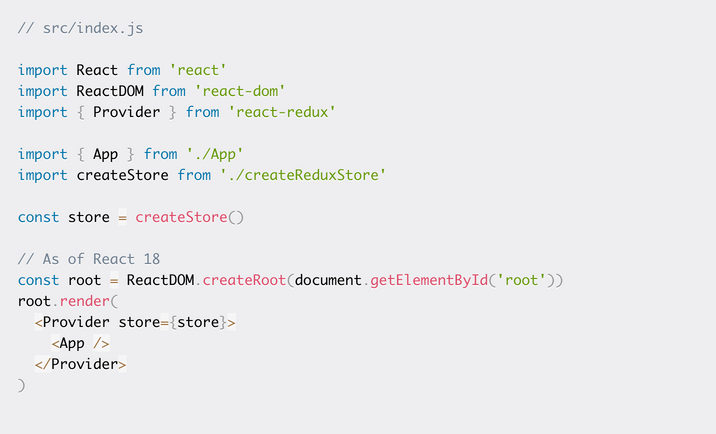 // src/index.js
import React from 'react'
import ReactDOM from 'react-dom'
import { Provider } from 'react-redux'
import { App } from './App'
import createStore from './createReduxStore'
const store = createStore()
// As of React 18
const root = ReactDOM.createRoot(document.getElementById('root'))
root.render(
  <Provider store={store}>
    <App />
  </Provider>
)